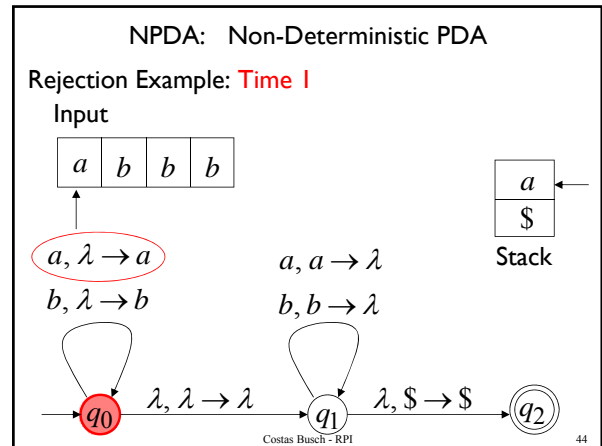 NPDA: Non-Deterministic PDA
Rejection Example: Time 1
Input
a b b b
a
$
Stack
a, λ → a
b, λ → b
a, a → λ
b, b → λ
q0
λ, λ → λ
q1
λ, $ → $
q2
Costas Busch - RPI
44